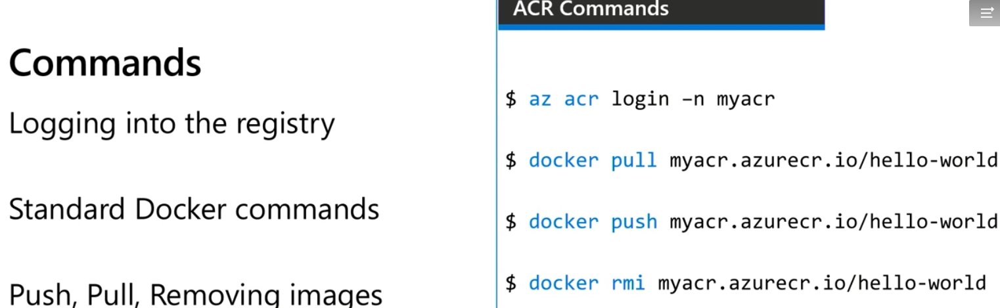 Commands
Logging into the registry
Standard Docker commands
Push, Pull, Removing images
ACR Commands
$ az acr login –n myacr
$ docker pull myacr.azurecr.io/hello-world
$ docker push myacr.azurecr.io/hello-world
$ docker rmi myacr.azurecr.io/hello-world